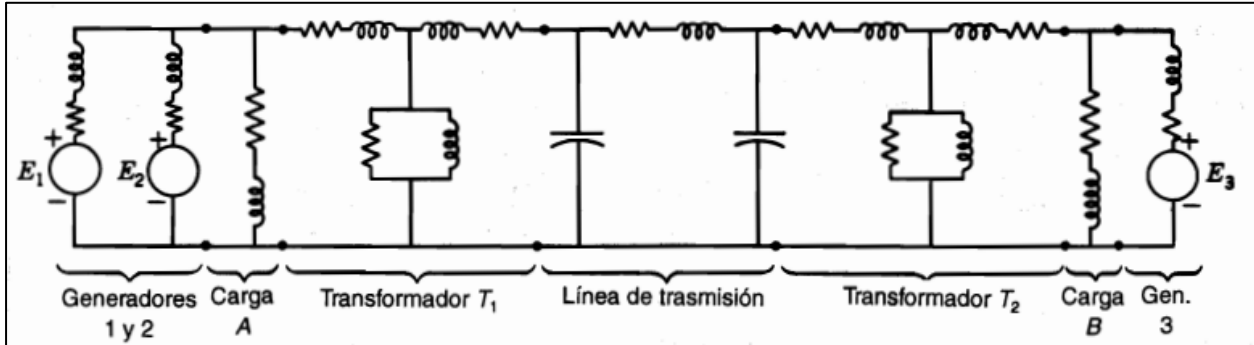 +
E₁
−
+
E₂
−
+
E₃
−
Generadores
1 y 2
Carga
A
Transformador T₁
Línea de trasmisión
Transformador T₂
Carga
B
Gen.
3